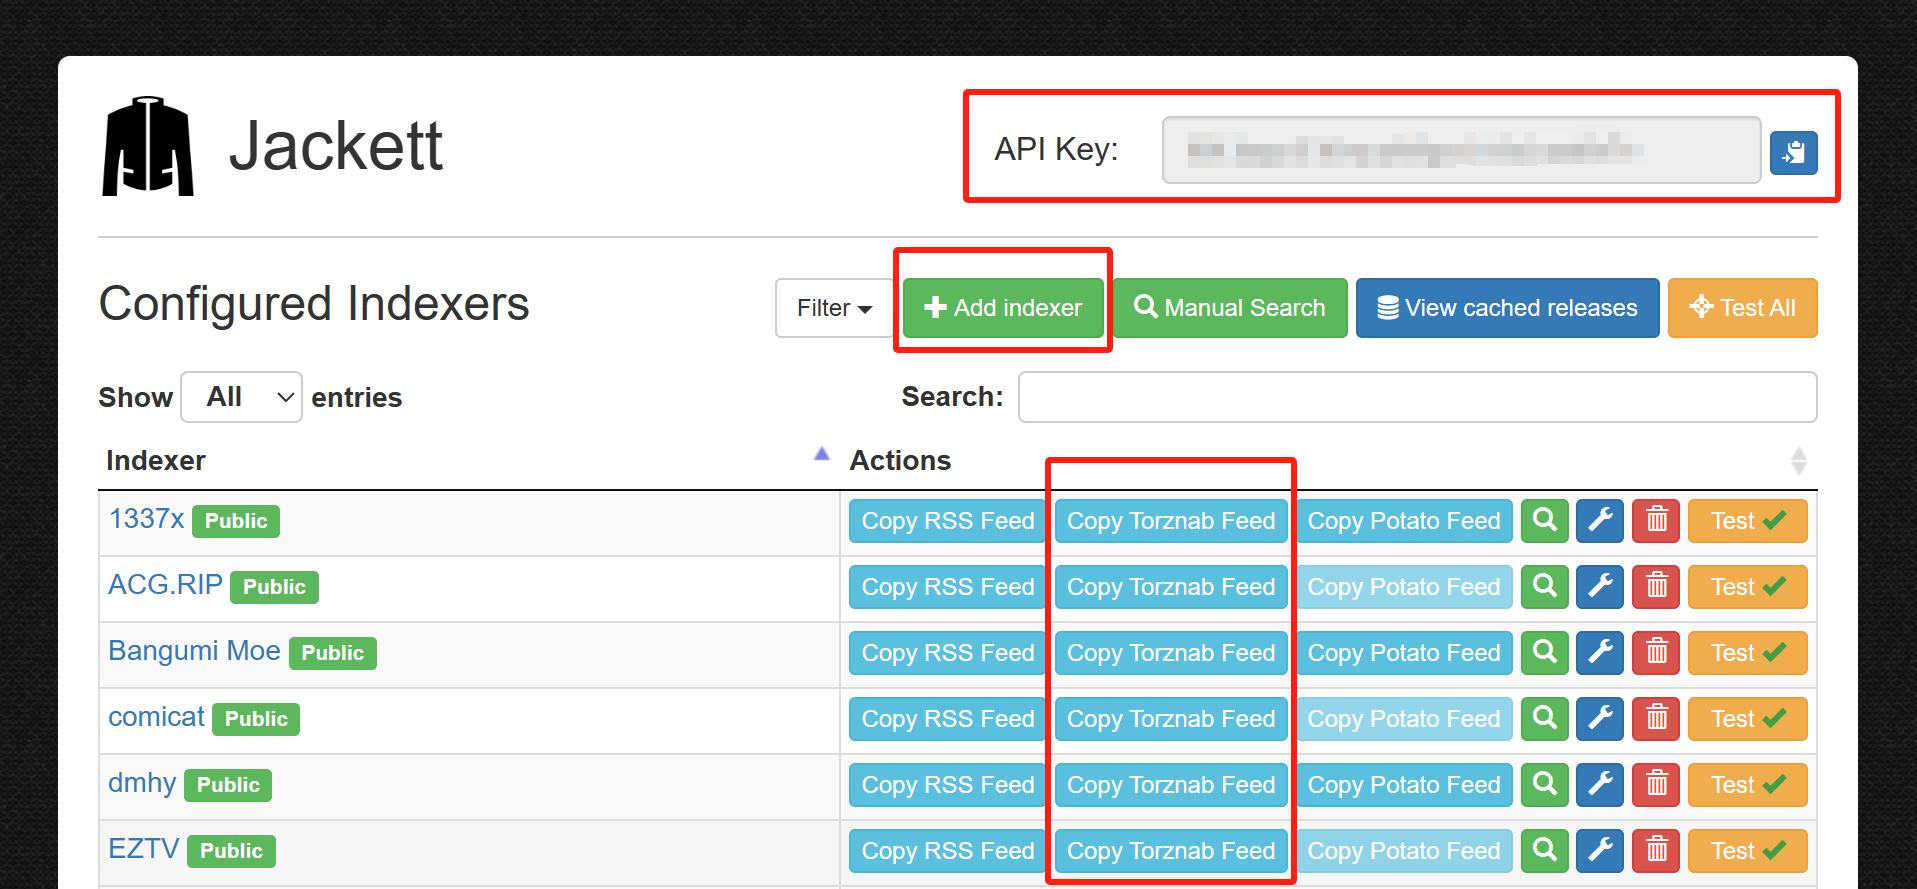 Jackett
API Key:
Configured Indexers
Filter Add indexer Manual Search View cached releases Test All
Show All entries Search:
Indexer Actions
1337x Public Copy RSS Feed Copy Torznab Feed Copy Potato Feed Test
ACG.RIP Public Copy RSS Feed Copy Torznab Feed Copy Potato Feed Test
Bangumi Moe Public Copy RSS Feed Copy Torznab Feed Copy Potato Feed Test
comicat Public Copy RSS Feed Copy Torznab Feed Copy Potato Feed Test
dmhy Public Copy RSS Feed Copy Torznab Feed Copy Potato Feed Test
EZTV Public Copy RSS Feed Copy Torznab Feed Copy Potato Feed Test